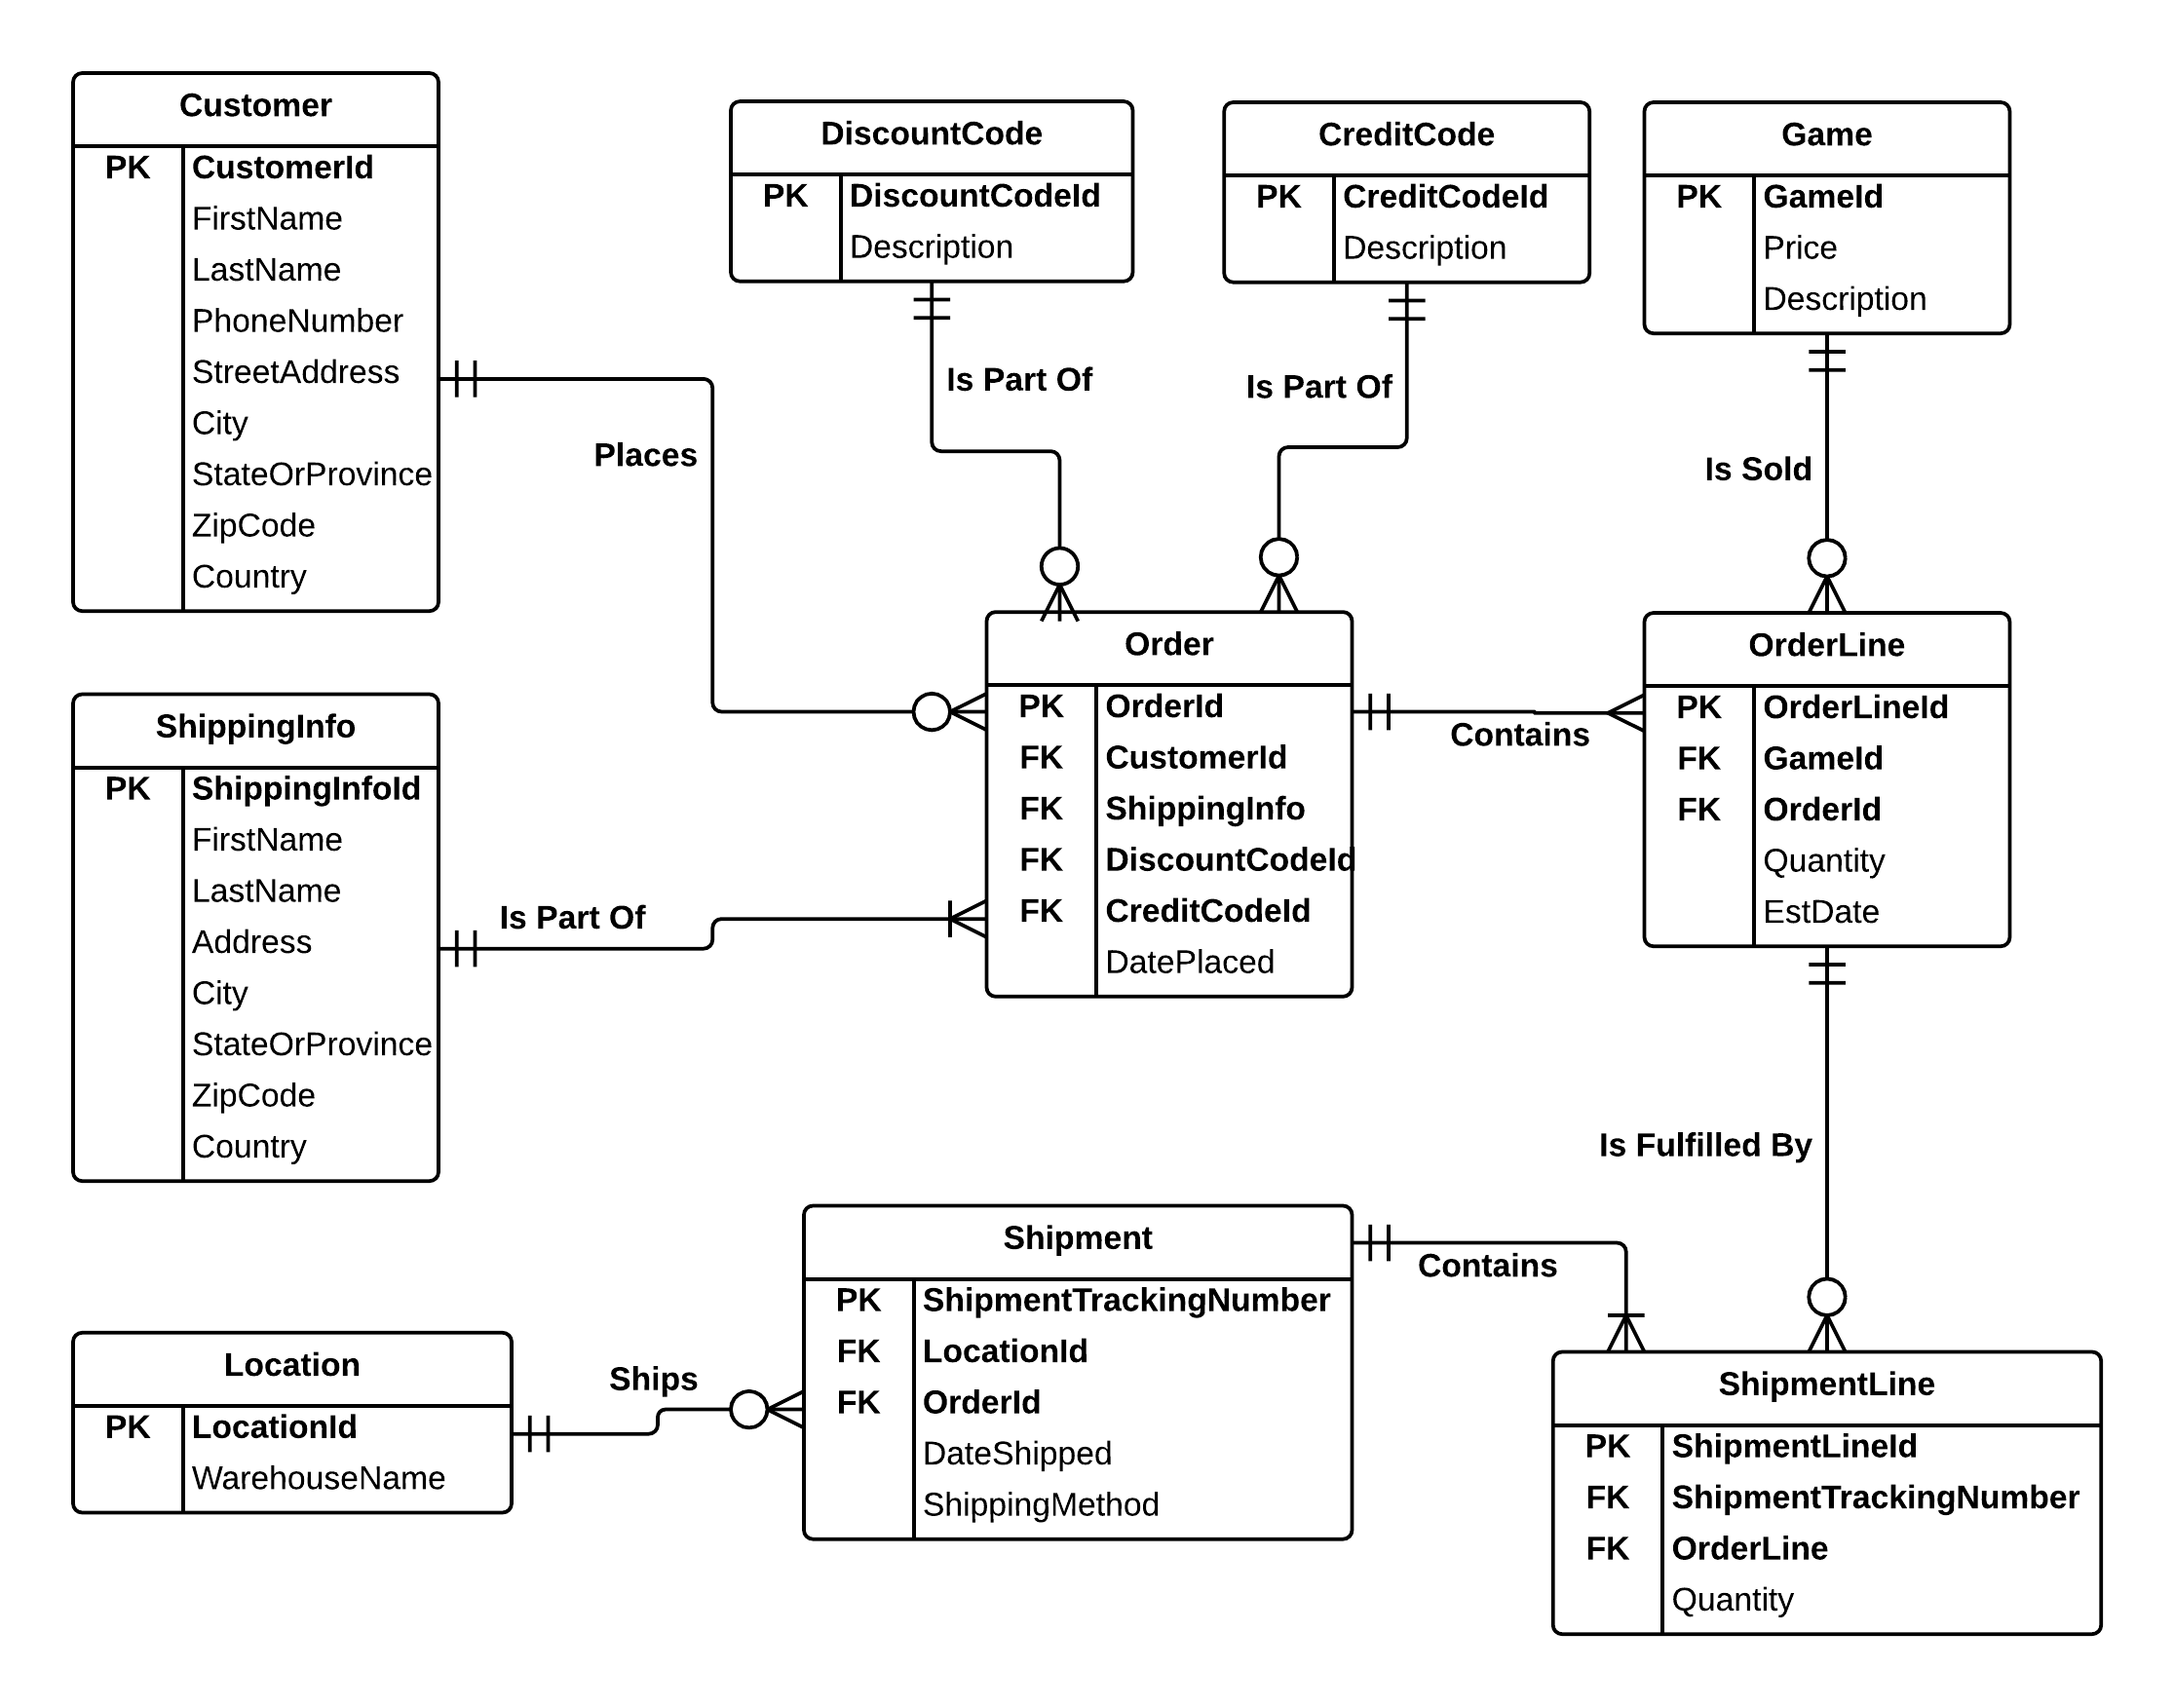 Customer
PK CustomerId
FirstName
LastName
PhoneNumber
StreetAddress
City
StateOrProvince
ZipCode
Country
DiscountCode
PK DiscountCodeId
Description
CreditCode
PK CreditCodeId
Description
Game
PK GameId
Price
Description
Places
Is Part Of
Is Part Of
Is Sold
ShippingInfo
PK ShippingInfoId
FirstName
LastName
Address
City
StateOrProvince
ZipCode
Country
Is Part Of
Order
PK OrderId
FK CustomerId
FK ShippingInfo
FK DiscountCodeId
FK CreditCodeId
DatePlaced
Contains
OrderLine
PK OrderLineId
FK GameId
FK OrderId
Quantity
EstDate
Is Fulfilled By
Location
PK LocationId
WarehouseName
Ships
Shipment
PK ShipmentTrackingNumber
FK LocationId
FK OrderId
DateShipped
ShippingMethod
Contains
ShipmentLine
PK ShipmentLineId
FK ShipmentTrackingNumber
FK OrderLine
Quantity